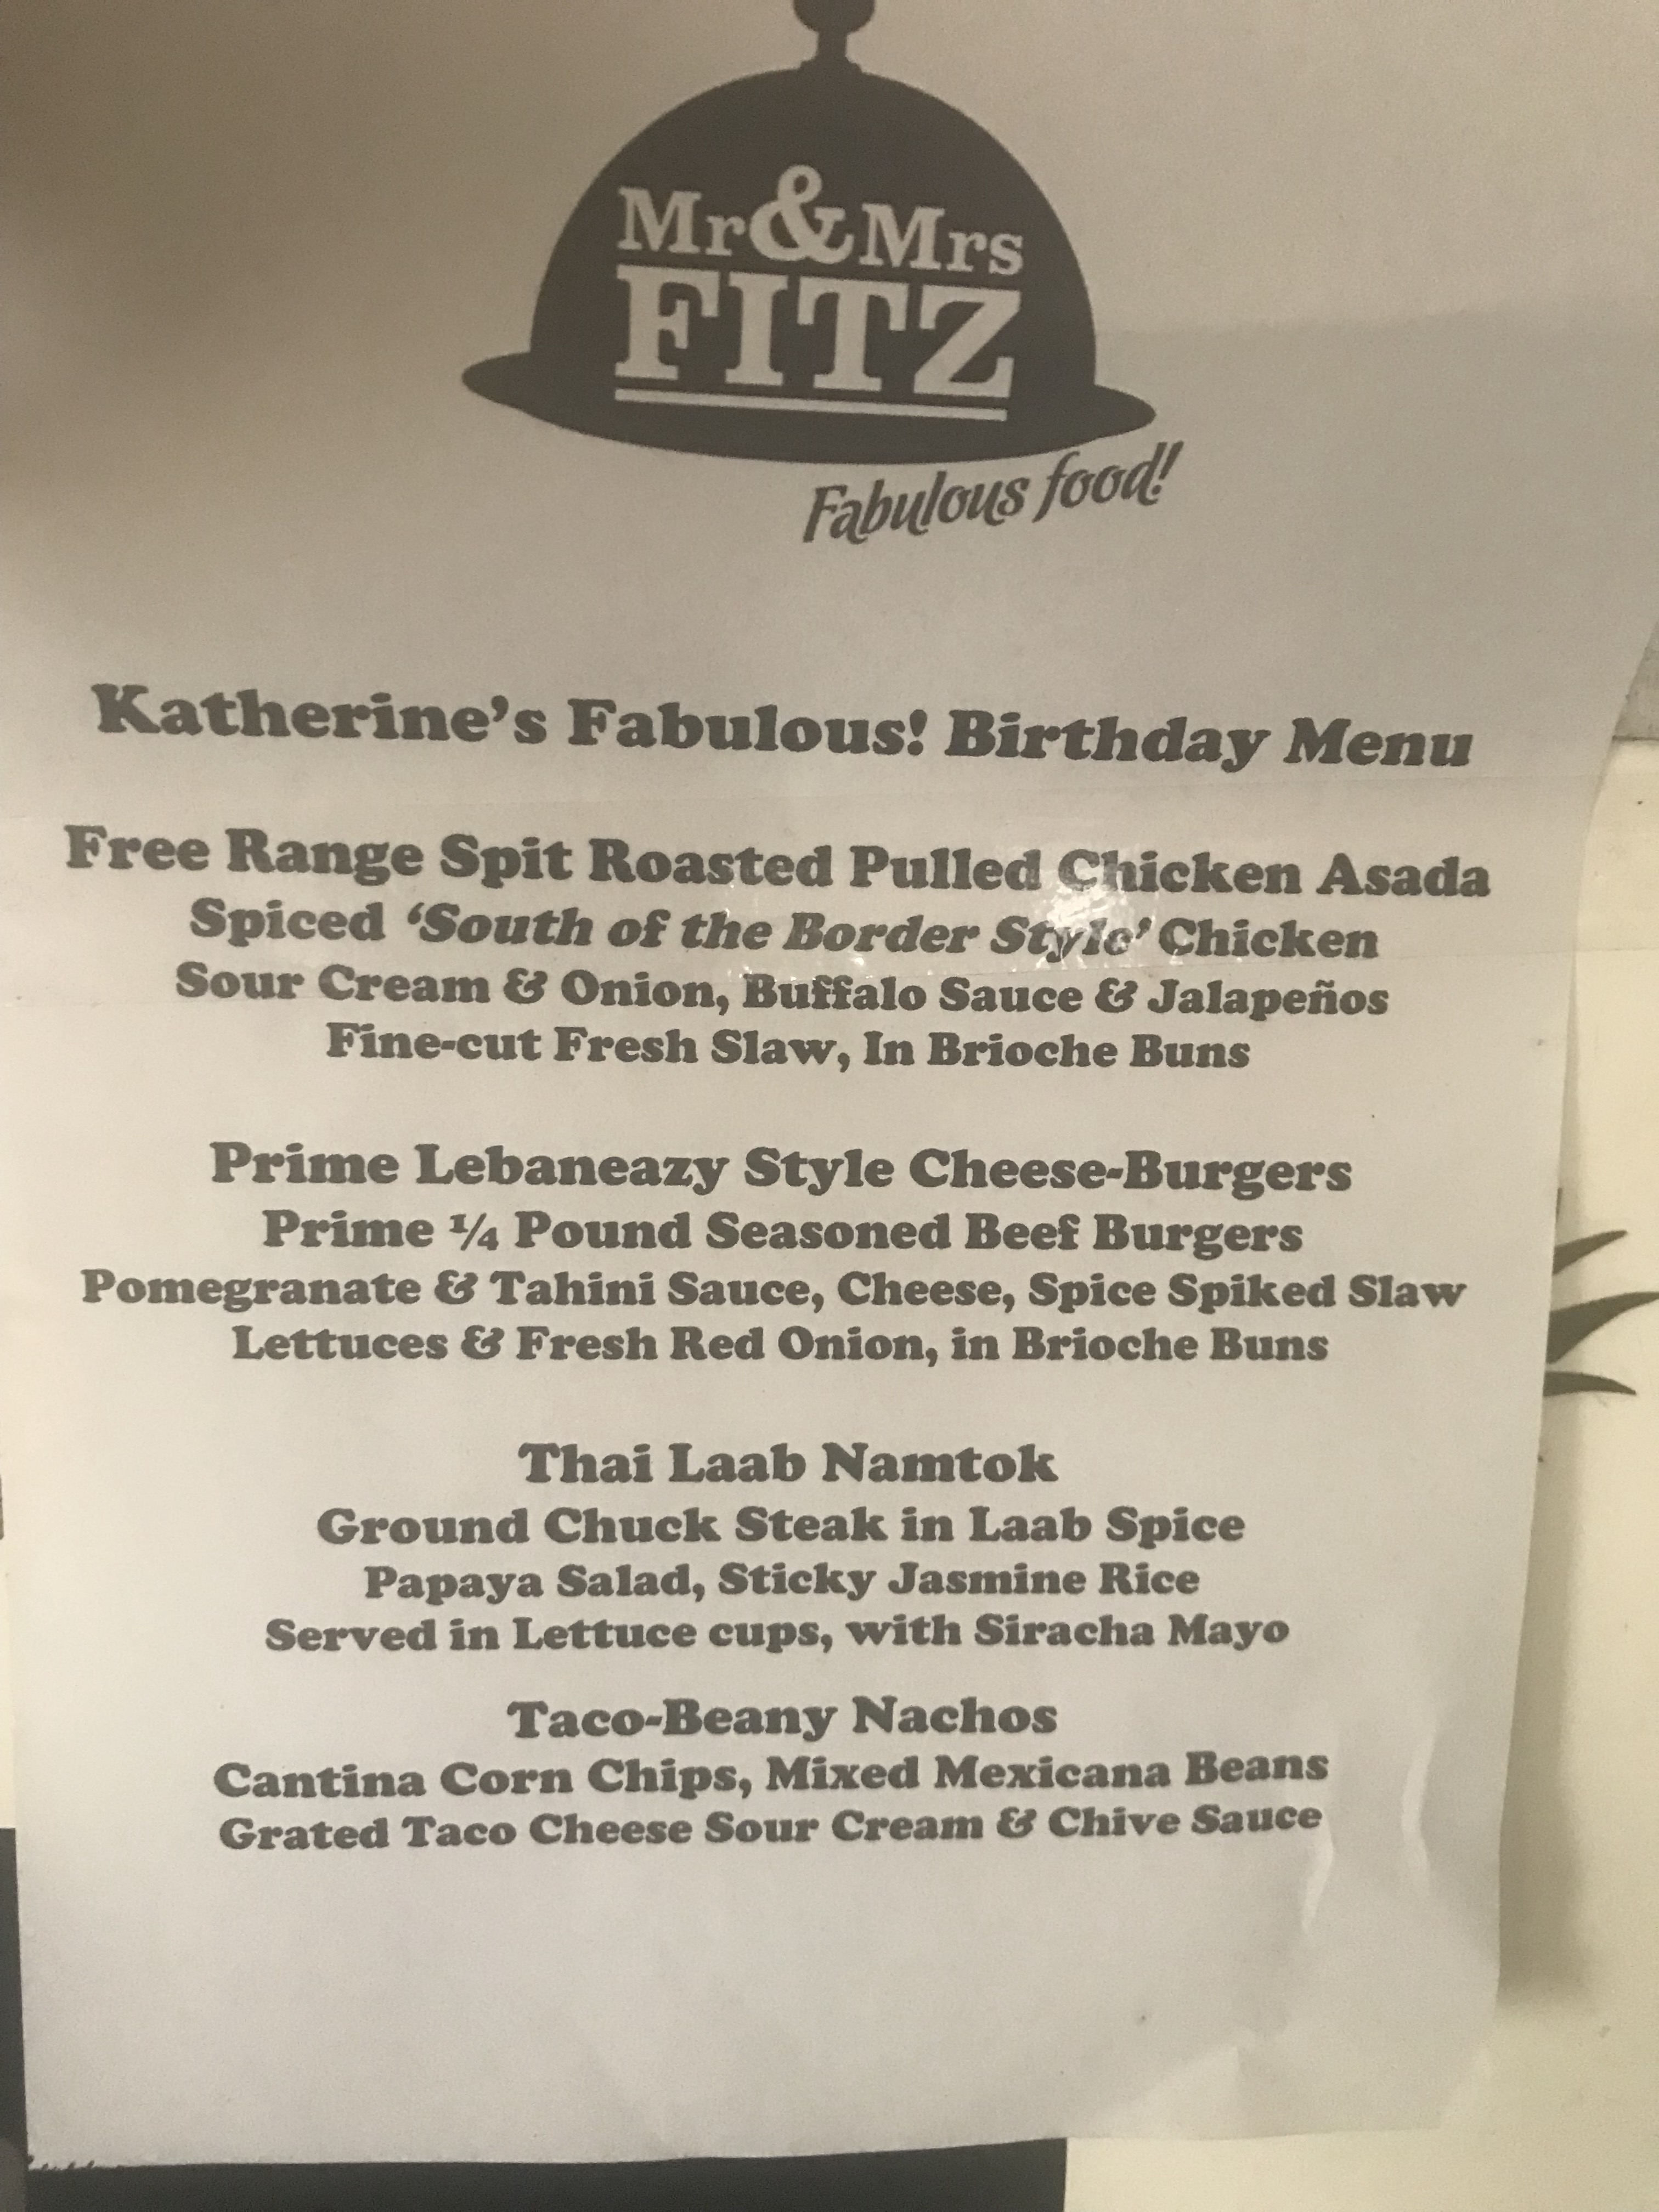 Mr&Mrs
FITZ
Fabulous food!
Katherine's Fabulous! Birthday Menu
Free Range Spit Roasted Pulled Chicken Asada
Spiced 'South of the Border Style' Chicken
Sour Cream & Onion, Buffalo Sauce & Jalapeños
Fine-cut Fresh Slaw, In Brioche Buns
Prime Lebaneazy Style Cheese-Burgers
Prime ¼ Pound Seasoned Beef Burgers
Pomegranate & Tahini Sauce, Cheese, Spice Spiked Slaw
Lettuces & Fresh Red Onion, in Brioche Buns
Thai Laab Namtok
Ground Chuck Steak in Laab Spice
Papaya Salad, Sticky Jasmine Rice
Served in Lettuce cups, with Siracha Mayo
Taco-Beany Nachos
Cantina Corn Chips, Mixed Mexicana Beans
Grated Taco Cheese Sour Cream & Chive Sauce